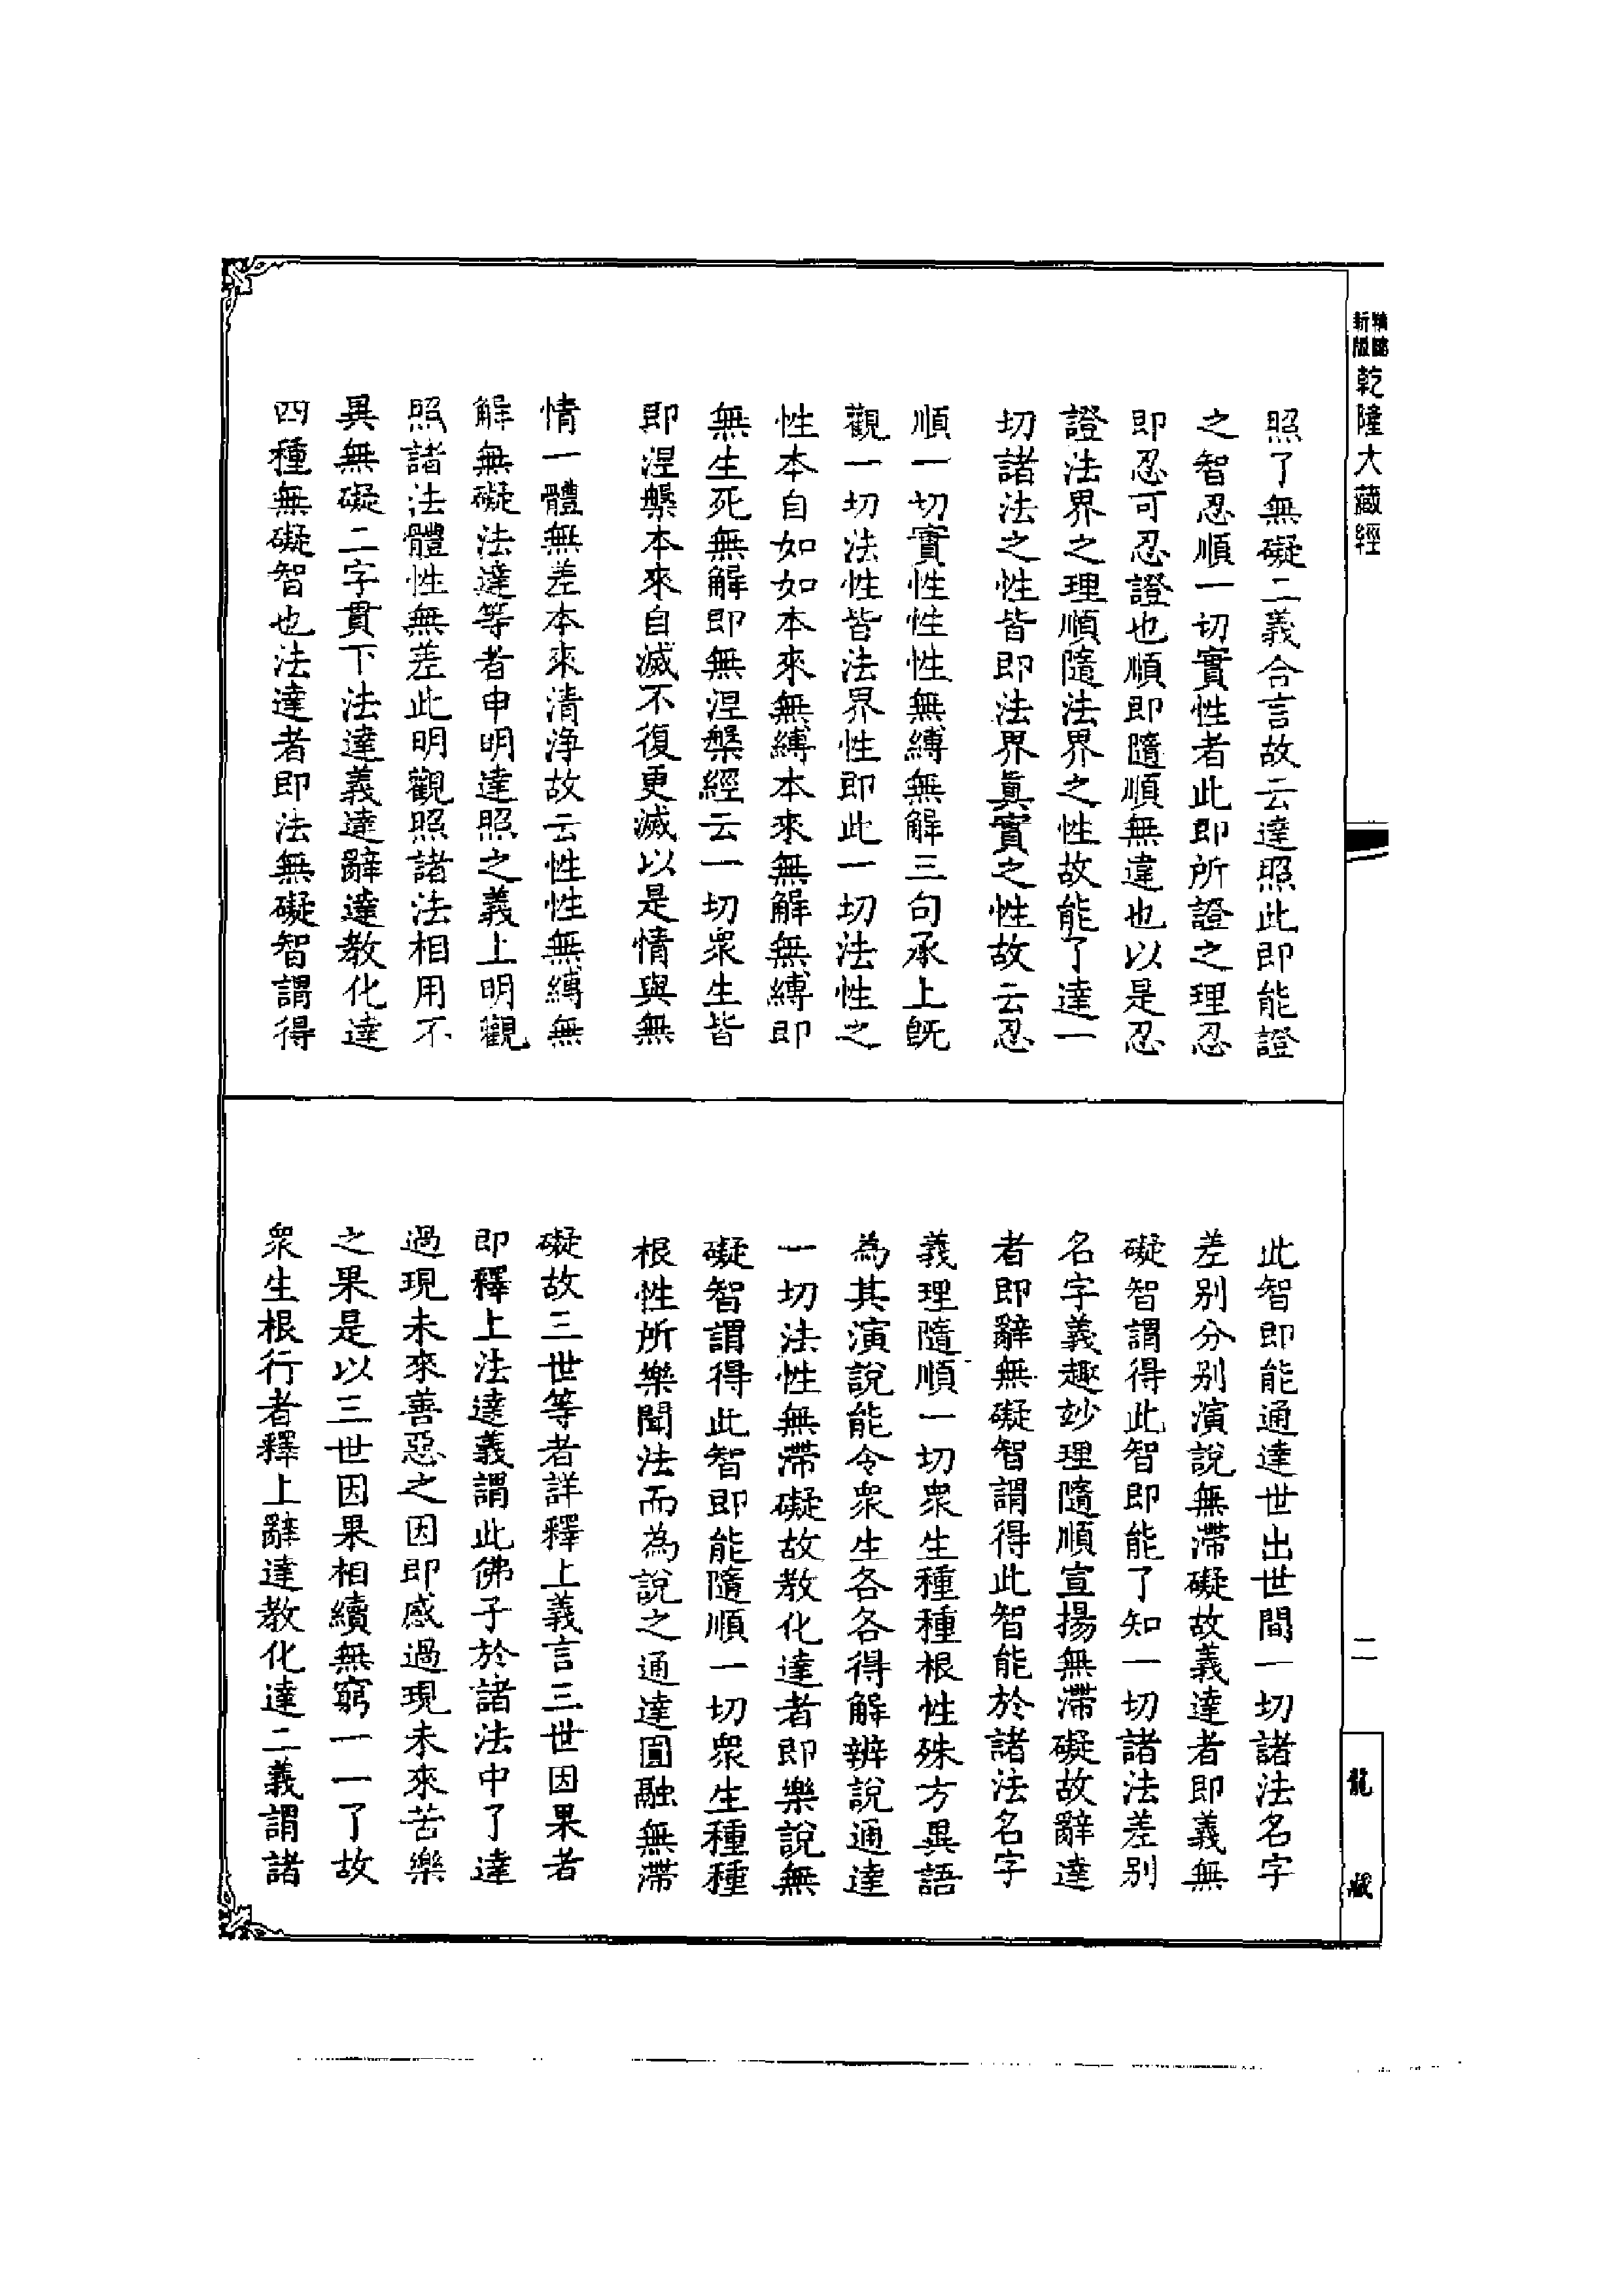 新版
乾隆大藏經
照了無礙二義合言故云達照此即能證
之智忍順一切實性者此即所證之理忍
即忍可忍證也順即隨順無違也以是忍
證法界之理順隨法界之性故能了達一
切諸法之性皆即法界真實之性故云忍
順一切實性性性無縛無解三句承上既
觀一切法性皆法界性即此一切法性之
性本自如如本來無縛本來無解無縛即
無生死無解即無涅槃經云一切衆生皆
即涅槃本來自滅不復更滅以是情與無
情一體無差本來清淨故云性性無縛無
解無礙法達等者申明達照之義上明觀
照諸法體性無差此明觀照諸法相用不
異無礙二字貫下法達義達辭達教化達
四種無礙智也法達者即法無礙智謂得
此智即能通達世出世間一切諸法名字
差別分別演說無滯礙故義達者即義無
礙智謂得此智即能了知一切諸法差別
名字義趣玅理隨順宣揚無滯礙故辭達
者即辭無礙智謂得此智能於諸法名字
義理隨順一切衆生種種根性殊方異語
為其演說能令衆生各各得解辨說通達
一切法性無滯礙故教化達者即樂說無
礙智謂得此智即能隨順一切衆生種種
根性所樂聞法而為說之通達圓融無滯
礙故三世等者詳釋上義言三世因果者
即釋上法達義謂此佛子於諸法中了達
過現未來善惡之因即感過現未來苦樂
之果是以三世因果相續無窮一一了故
衆生根行者釋上辭達教化達二義謂諸
二
龍藏